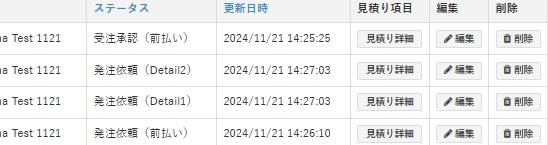 ステータス 更新日時 見積り項目 編集 削除
a Test 1121 受注承認（前払い） 2024/11/21 14:25:25 見積り詳細 編集 削除
a Test 1121 発注依頼（Detail2） 2024/11/21 14:27:03 見積り詳細 編集 削除
a Test 1121 発注依頼（Detail1） 2024/11/21 14:27:03 見積り詳細 編集 削除
a Test 1121 発注依頼（前払い） 2024/11/21 14:26:10 見積り詳細 編集 削除